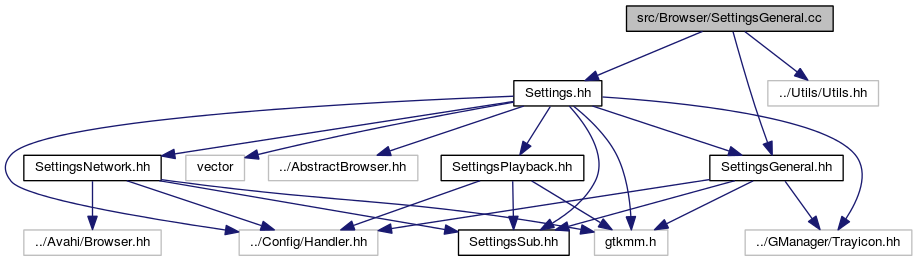 src/Browser/SettingsGeneral.cc
Settings.hh
../Utils/Utils.hh
SettingsNetwork.hh
vector
../AbstractBrowser.hh
SettingsPlayback.hh
SettingsGeneral.hh
../Avahi/Browser.hh
../Config/Handler.hh
SettingsSub.hh
gtkmm.h
../GManager/Trayicon.hh